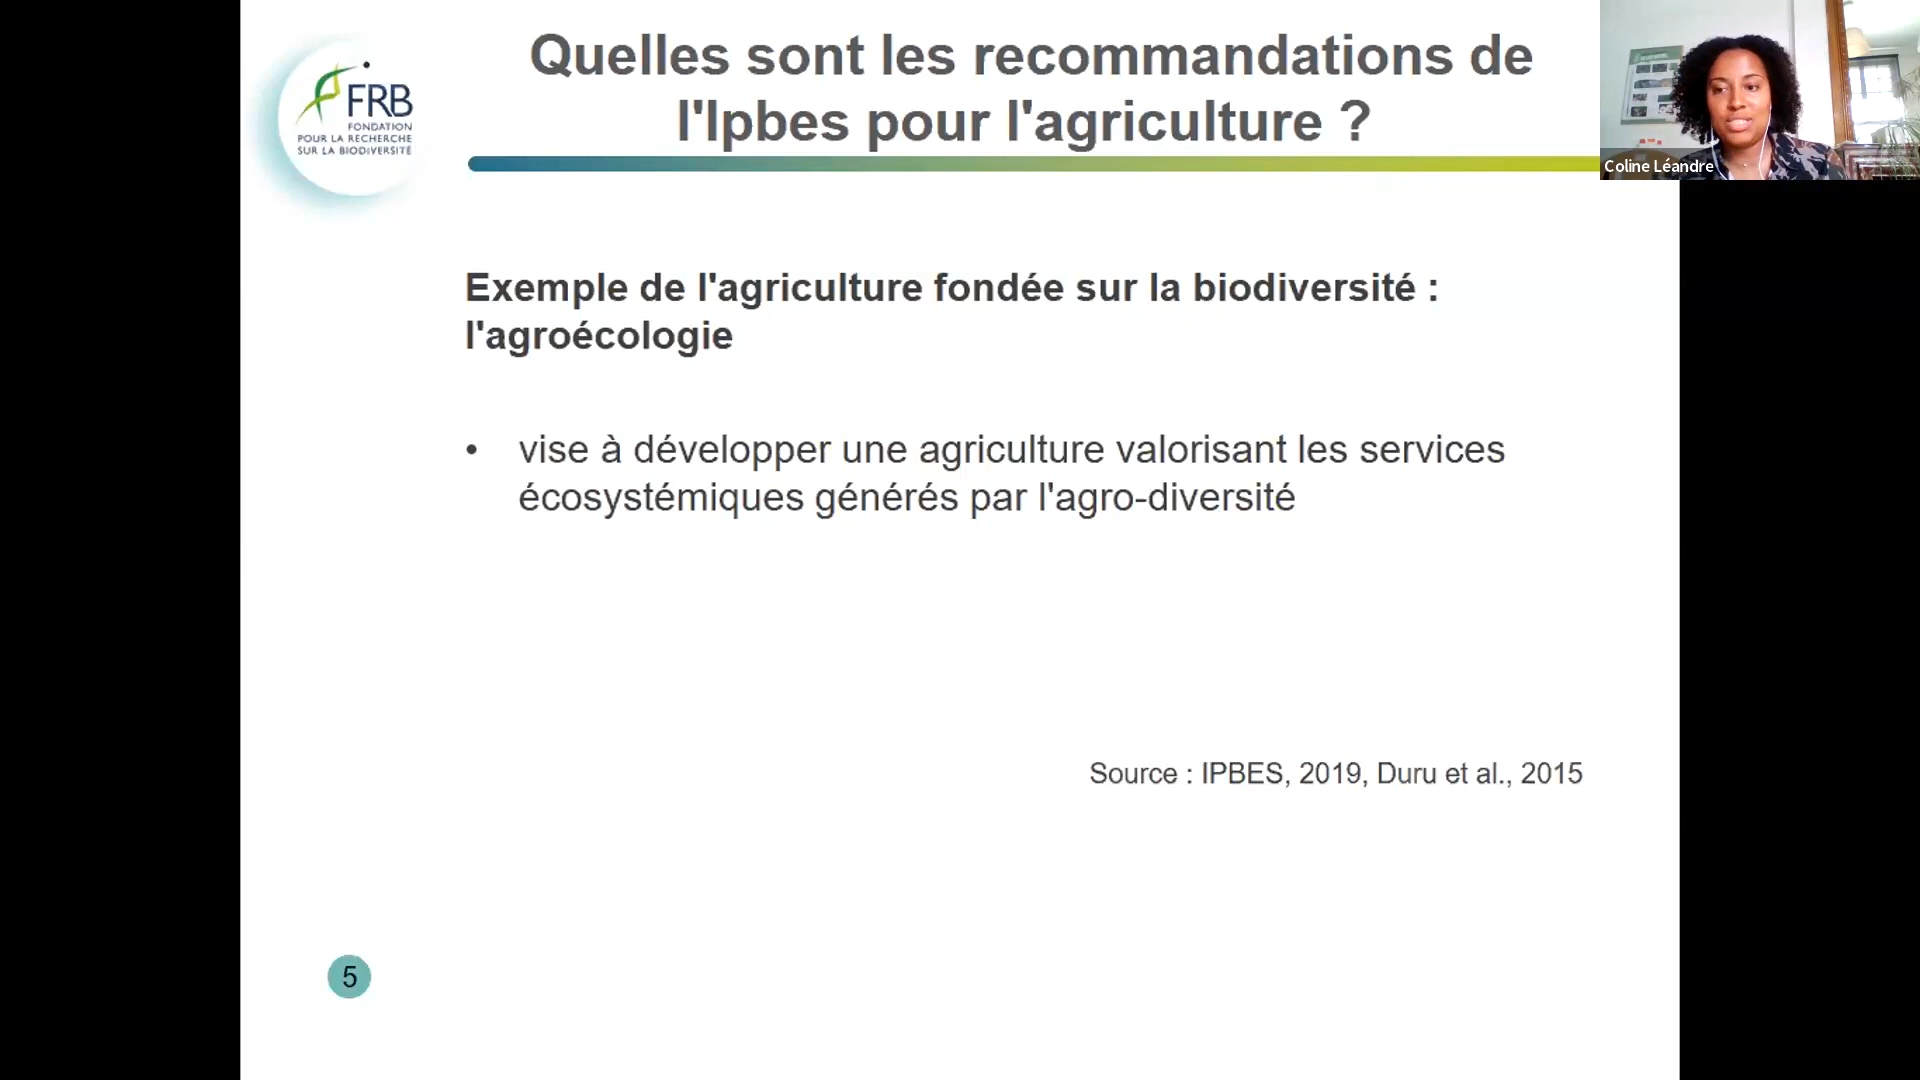 FRB
FONDATION
POUR LA RECHERCHE
SUR LA BIODIVERSITÉ
Quelles sont les recommandations de
l'Ipbes pour l'agriculture ?
Coline Léandre
Exemple de l'agriculture fondée sur la biodiversité :
l'agroécologie
• vise à développer une agriculture valorisant les services
écosystémiques générés par l'agro-diversité
Source : IPBES, 2019, Duru et al., 2015
5